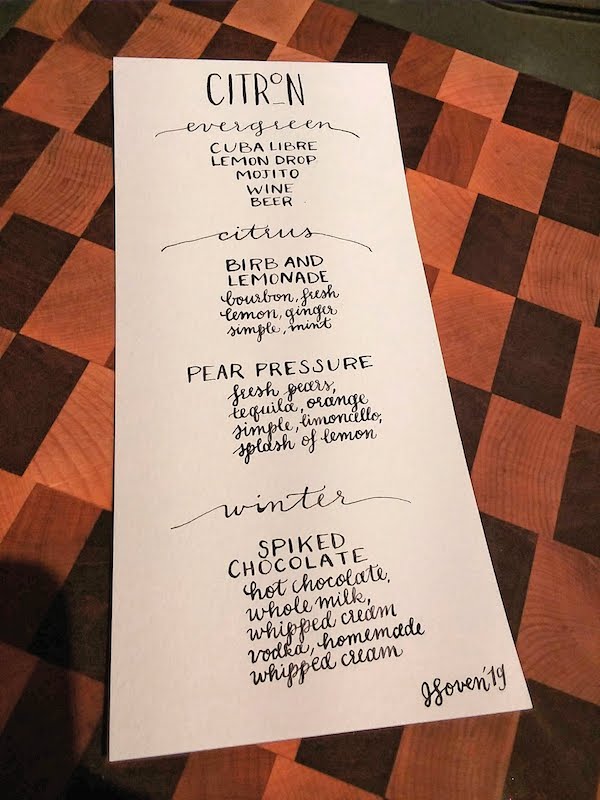 CITRON
evergreen
CUBA LIBRE
LEMON DROP
MOJITO
WINE
BEER
citrus
BIRB AND
LEMONADE
bourbon, fresh
lemon, ginger
simple, mint
PEAR PRESSURE
fresh pears,
tequila, orange
simple, limoncello,
splash of lemon
winter
SPIKED
CHOCOLATE
hot chocolate,
whole milk,
whipped cream
vodka, homemade
whipped cream
JSoven '19